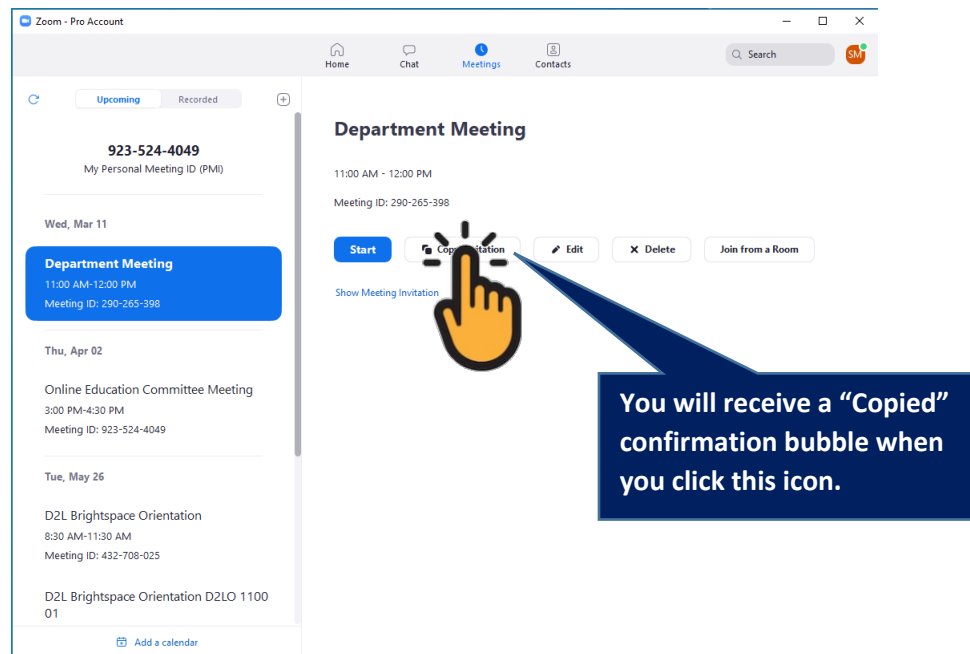 Zoom - Pro Account
Home Chat Meetings Contacts
Search
SM
Upcoming Recorded
923-524-4049
My Personal Meeting ID (PMI)
Wed, Mar 11
Department Meeting
11:00 AM-12:00 PM
Meeting ID: 290-265-398
Thu, Apr 02
Online Education Committee Meeting
3:00 PM-4:30 PM
Meeting ID: 923-524-4049
Tue, May 26
D2L Brightspace Orientation
8:30 AM-11:30 AM
Meeting ID: 432-708-025
D2L Brightspace Orientation D2LO 1100
01
Add a calendar
Department Meeting
11:00 AM - 12:00 PM
Meeting ID: 290-265-398
Start Edit Delete Join from a Room
Show Meeting Invitation
You will receive a “Copied”
confirmation bubble when
you click this icon.